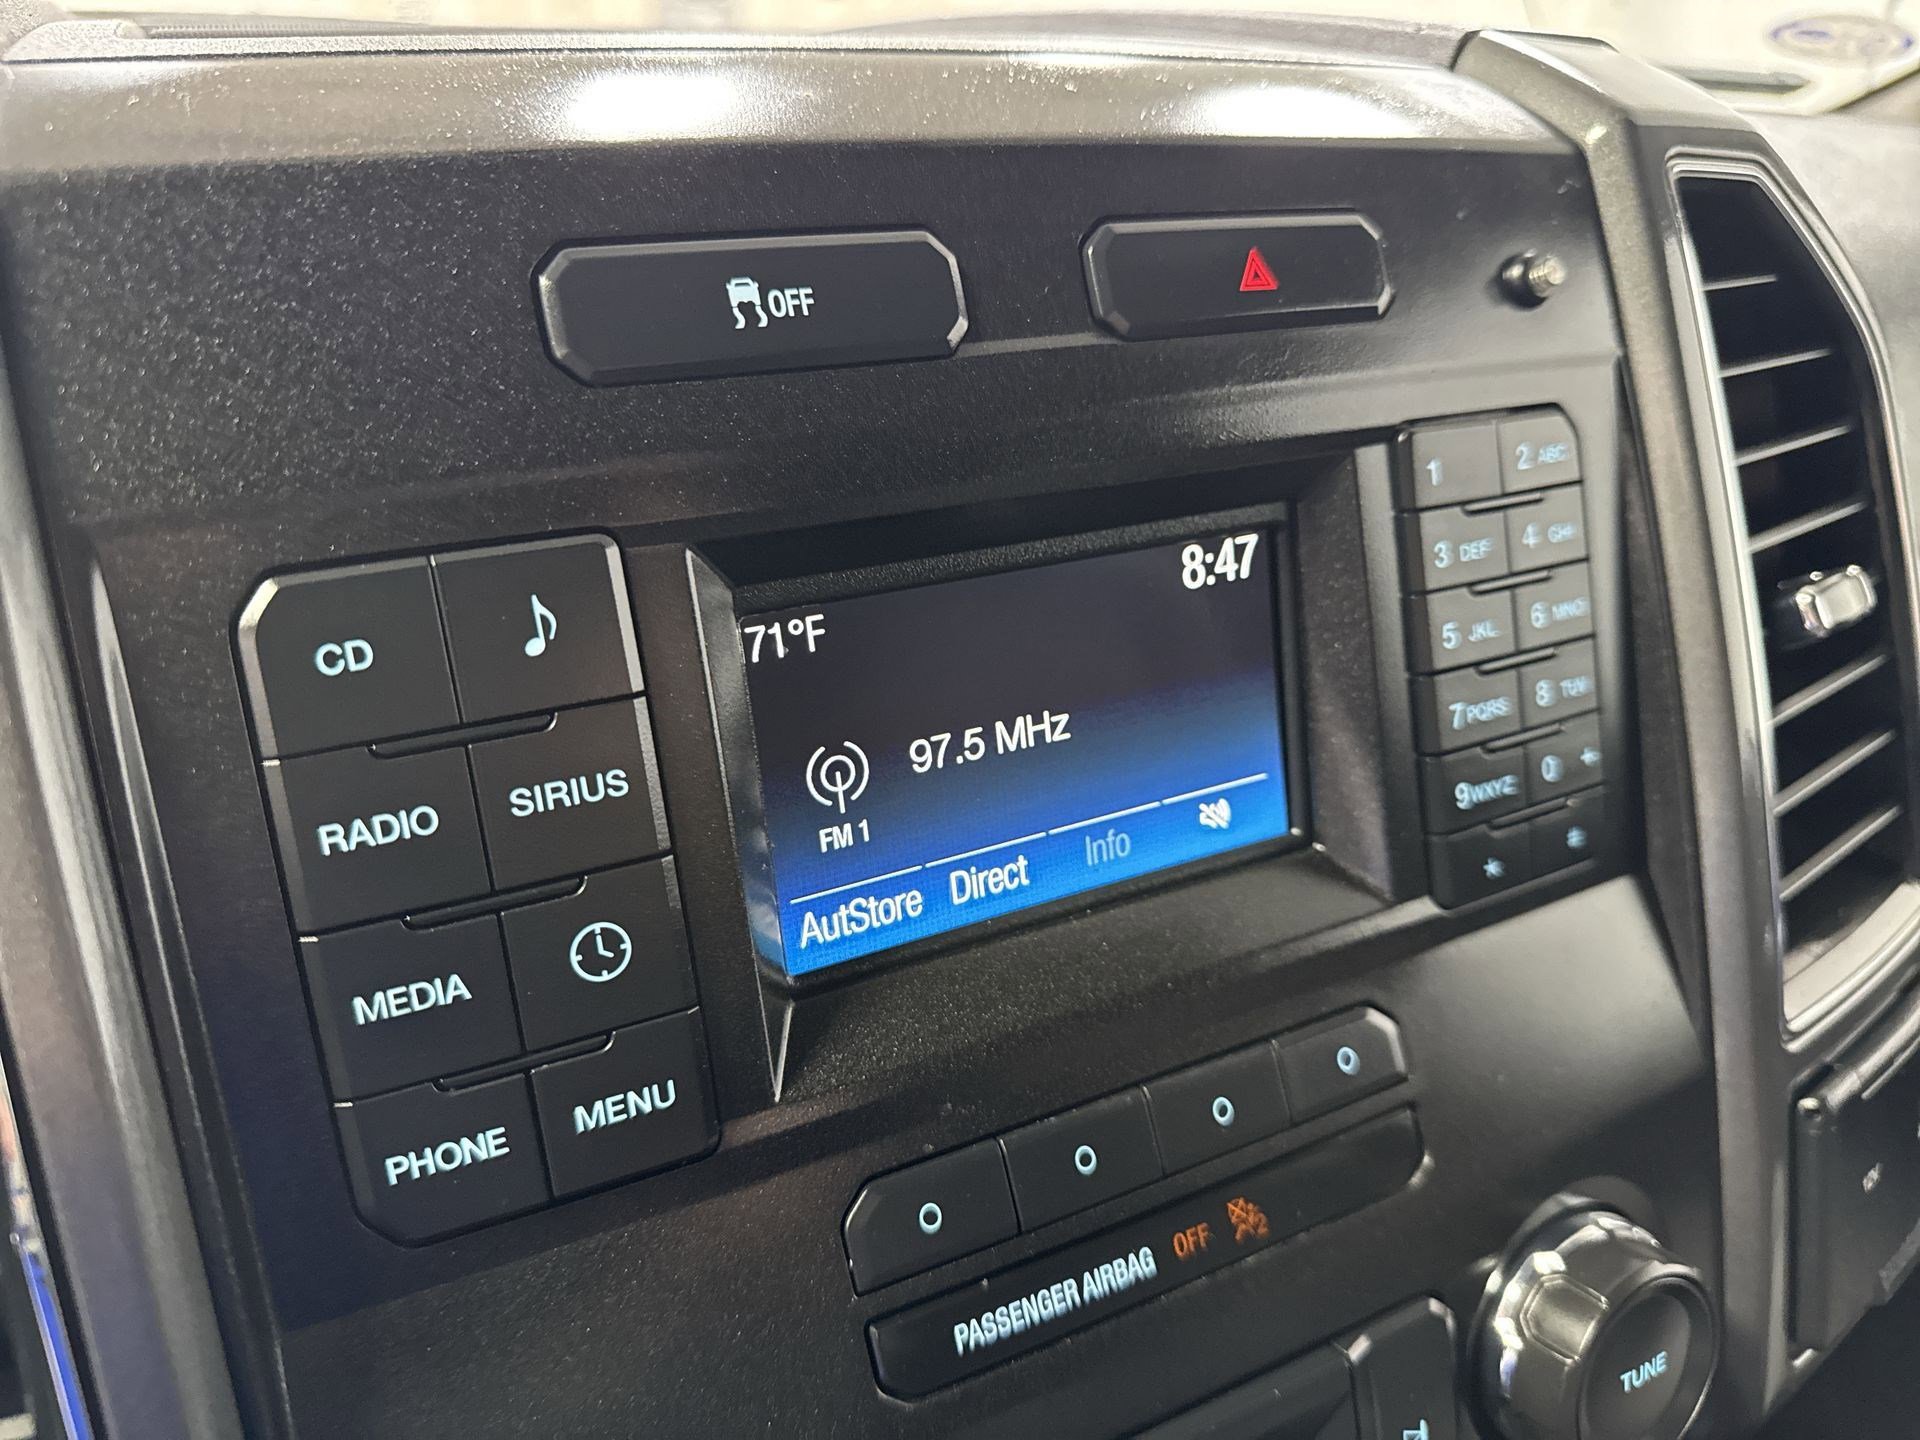 OFF
8:47
71°F
97.5 MHz
FM 1
AutStore Direct Info
CD
RADIO SIRIUS
MEDIA
PHONE MENU
1 2 ABC
3 DEF 4 GHI
5 JKL 6 MNO
7 PQRS 8 TUV
9 WXYZ 0 +
* #
PASSENGER AIRBAG OFF 2
TUNE